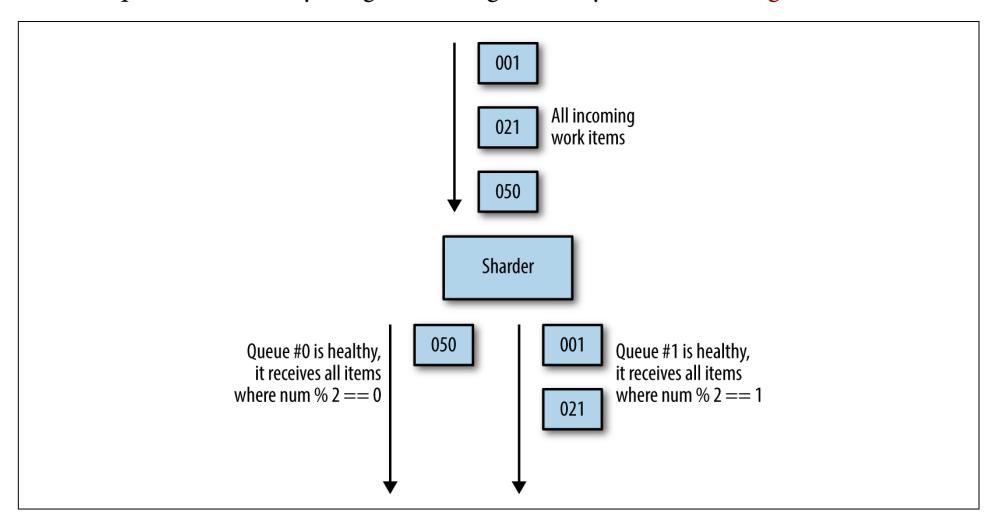 001
021
All incoming
work items
050
Sharder
Queue #0 is healthy,
it receives all items
where num % 2 == 0
050
001
021
Queue #1 is healthy,
it receives all items
where num % 2 == 1